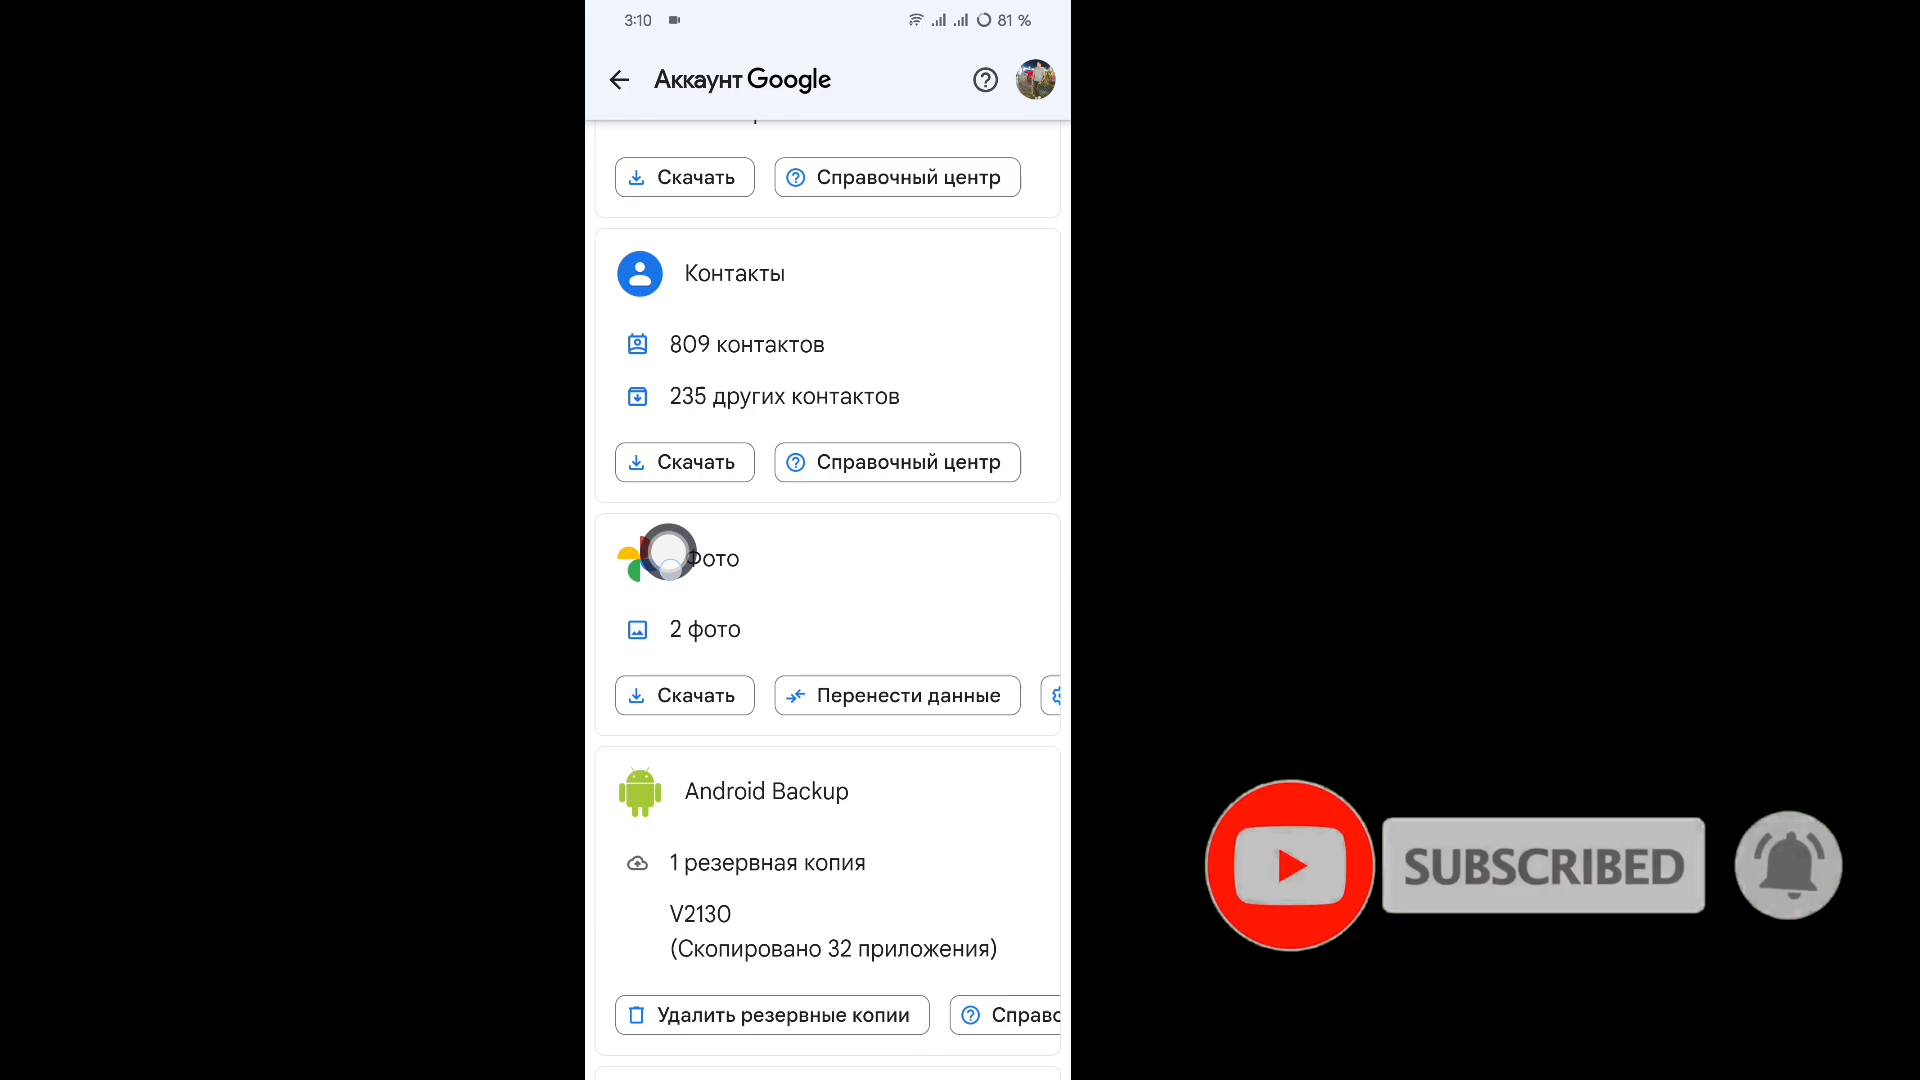 3:10
81 %
Аккаунт Google
Скачать
Справочный центр
Контакты
809 контактов
235 других контактов
Скачать
Справочный центр
Фото
2 фото
Скачать
Перенести данные
Android Backup
1 резервная копия
V2130
(Скопировано 32 приложения)
Удалить резервные копии
Справо
SUBSCRIBED